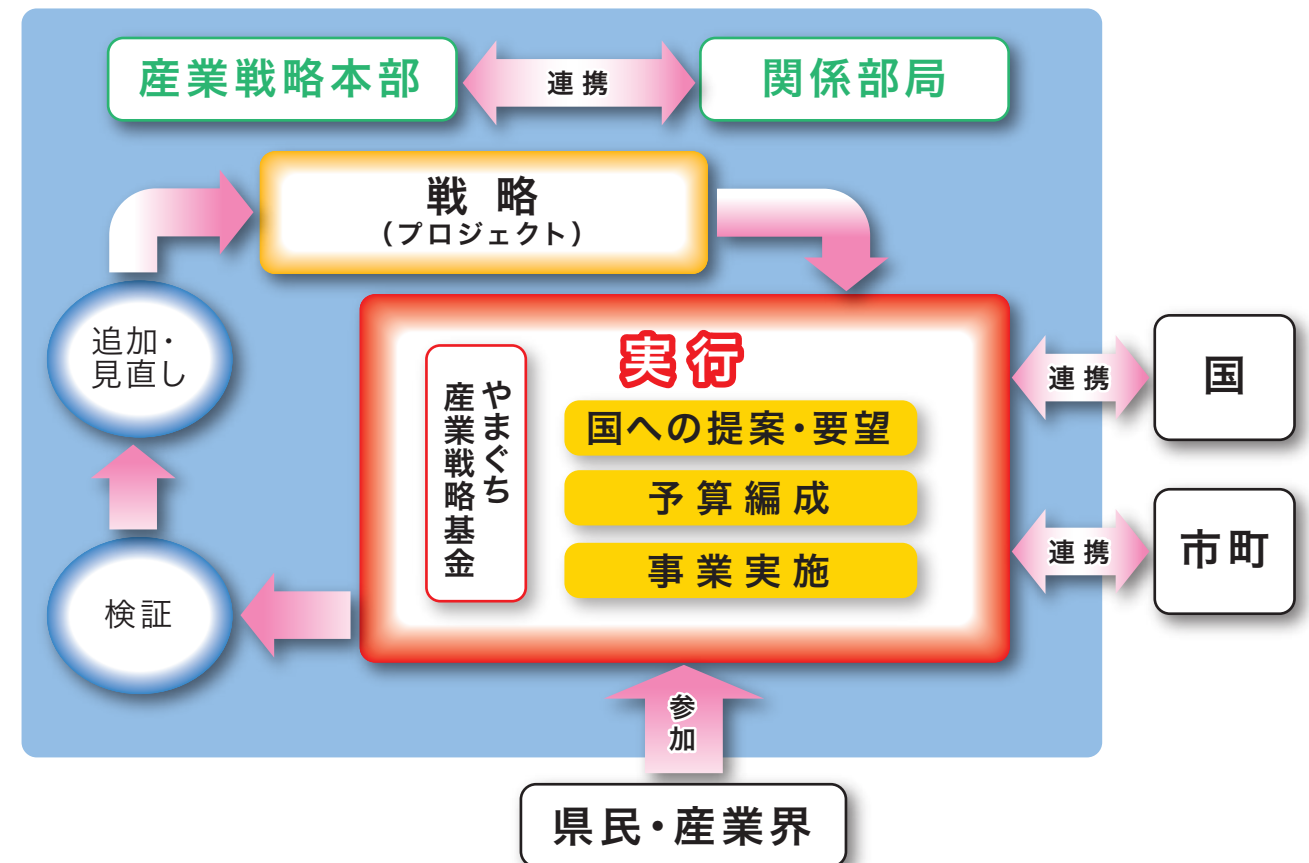 産業戦略本部
連携
関係部局
戦略
(プロジェクト)
追加・
見直し
検証
やまぐち
産業戦略基金
実行
国への提案・要望
予算編成
事業実施
連携
国
連携
市町
参加
県民・産業界